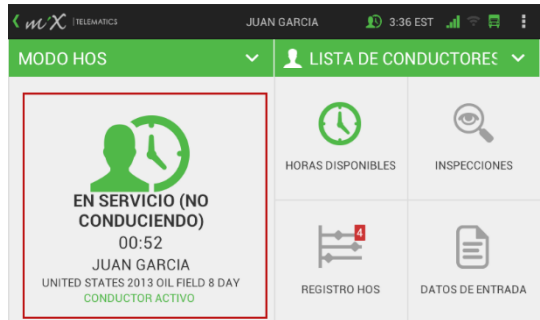 mix TELEMATICS JUAN GARCIA 3:36 EST
MODO HOS
LISTA DE CONDUCTORES
EN SERVICIO (NO
CONDUCIENDO)
00:52
JUAN GARCIA
UNITED STATES 2013 OIL FIELD 8 DAY
CONDUCTOR ACTIVO
HORAS DISPONIBLES
INSPECCIONES
4
REGISTRO HOS
DATOS DE ENTRADA